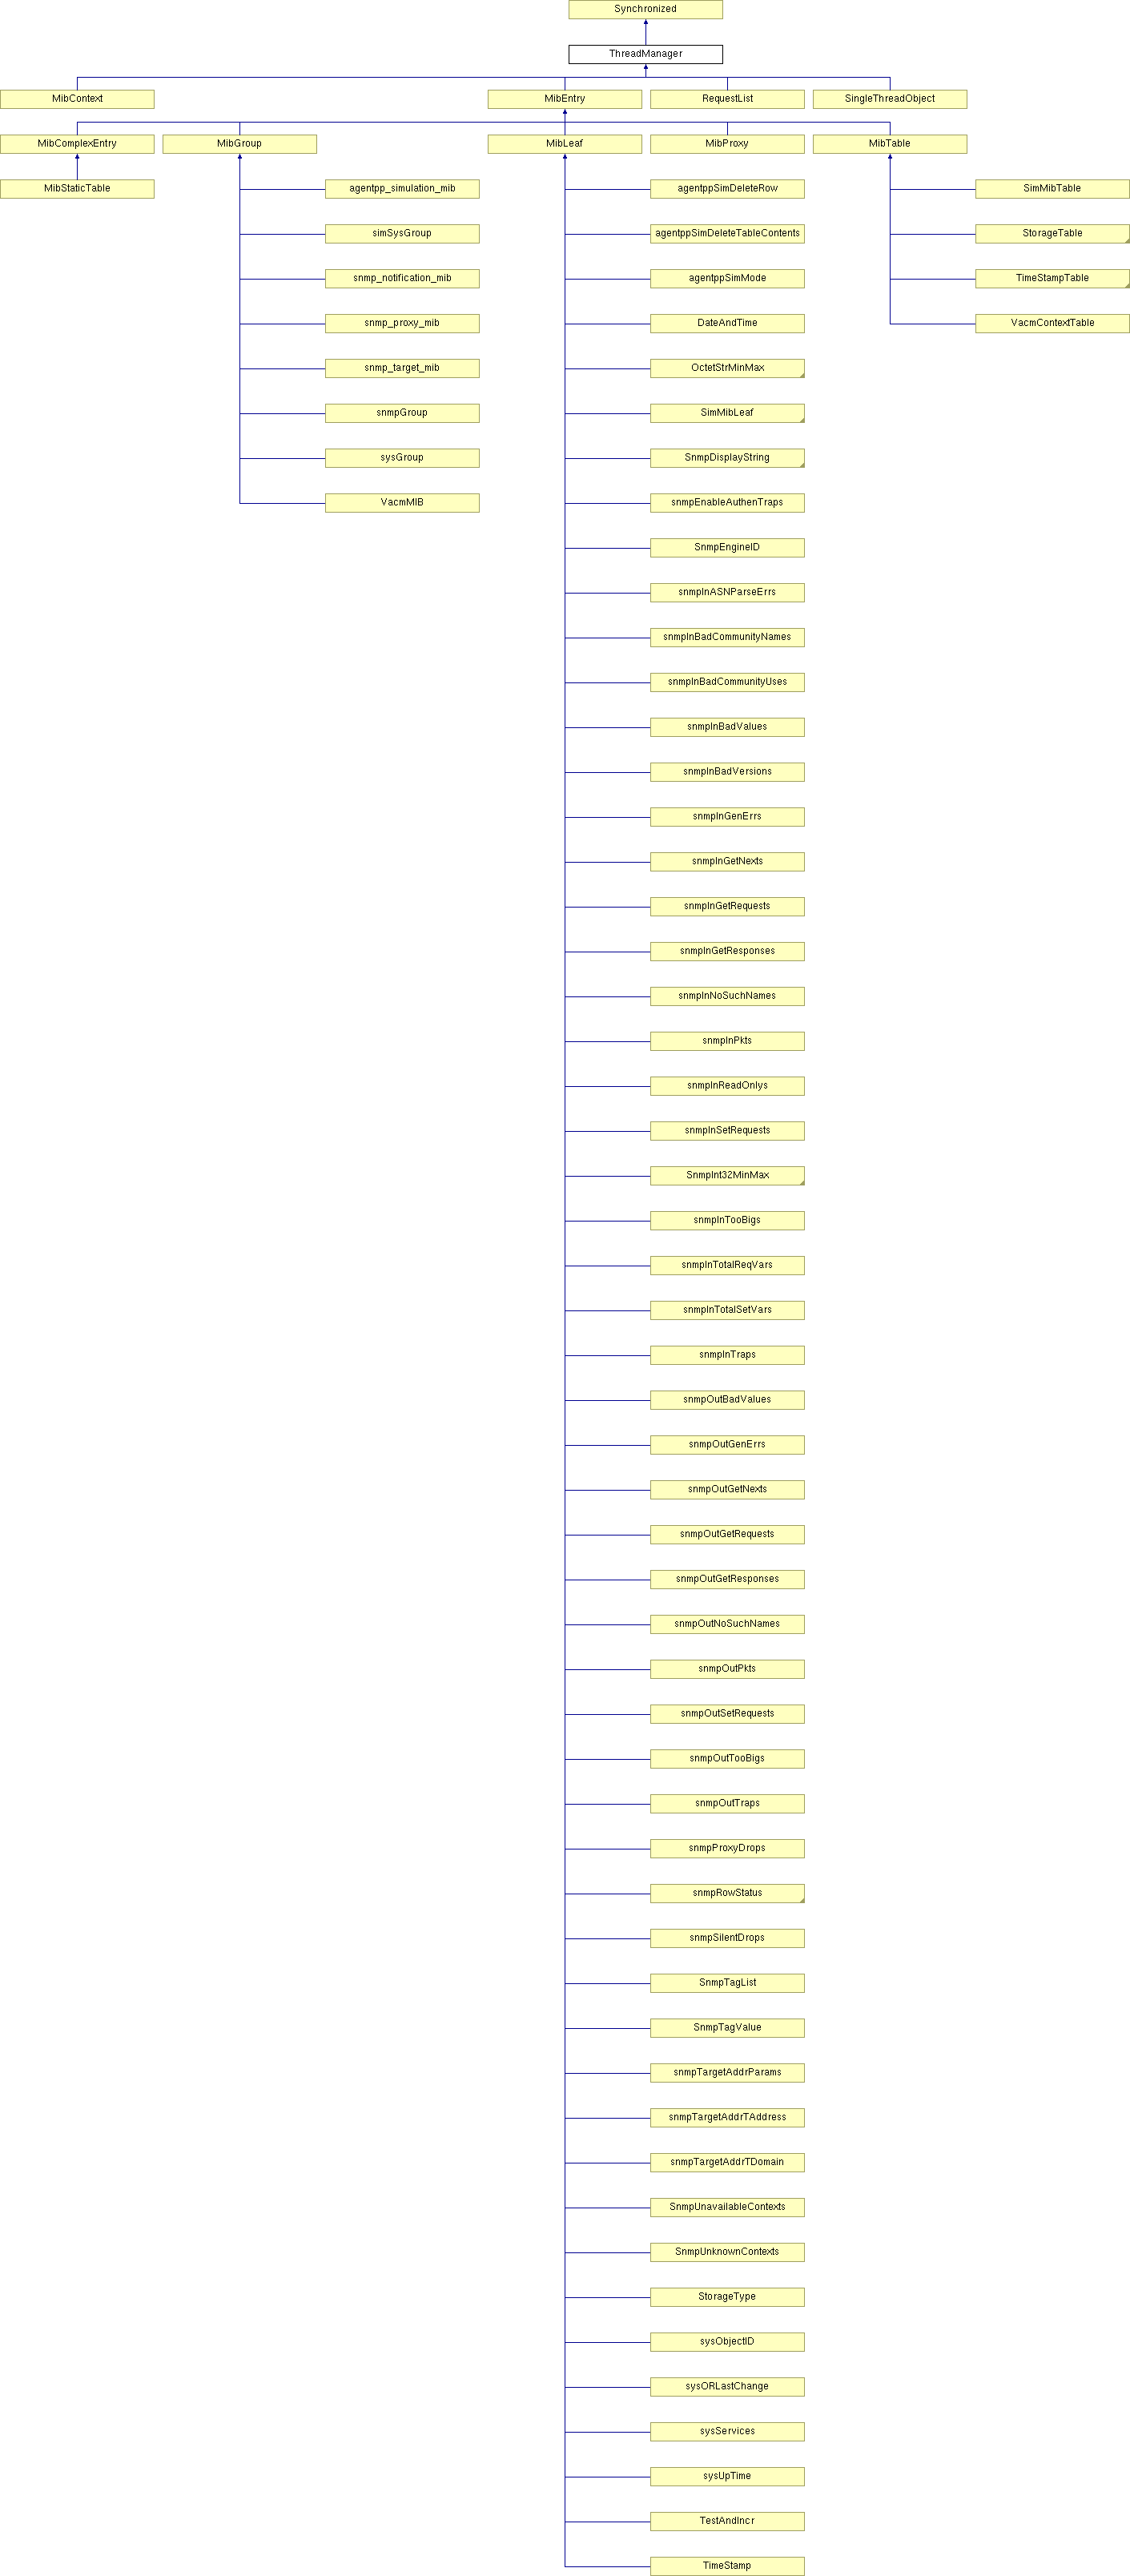 Synchronized
ThreadManager
MibContext
MibEntry
RequestList
SingleThreadObject
MibComplexEntry
MibGroup
MibLeaf
MibProxy
MibTable
MibStaticTable
agentpp_simulation_mib
agentppSimDeleteRow
SimMibTable
simSysGroup
agentppSimDeleteTableContents
StorageTable
snmp_notification_mib
agentppSimMode
TimeStampTable
snmp_proxy_mib
DateAndTime
VacmContextTable
snmp_target_mib
OctetStrMinMax
snmpGroup
SimMibLeaf
sysGroup
SnmpDisplayString
VacmMIB
snmpEnableAuthenTraps
SnmpEngineID
snmpInASNParseErrs
snmpInBadCommunityNames
snmpInBadCommunityUses
snmpInBadValues
snmpInBadVersions
snmpInGenErrs
snmpInGetNexts
snmpInGetRequests
snmpInGetResponses
snmpInNoSuchNames
snmpInPkts
snmpInReadOnlys
snmpInSetRequests
SnmpInt32MinMax
snmpInTooBigs
snmpInTotalReqVars
snmpInTotalSetVars
snmpInTraps
snmpOutBadValues
snmpOutGenErrs
snmpOutGetNexts
snmpOutGetRequests
snmpOutGetResponses
snmpOutNoSuchNames
snmpOutPkts
snmpOutSetRequests
snmpOutTooBigs
snmpOutTraps
snmpProxyDrops
snmpRowStatus
snmpSilentDrops
SnmpTagList
SnmpTagValue
snmpTargetAddrParams
snmpTargetAddrTAddress
snmpTargetAddrTDomain
SnmpUnavailableContexts
SnmpUnknownContexts
StorageType
sysObjectID
sysORLastChange
sysServices
sysUpTime
TestAndIncr
TimeStamp